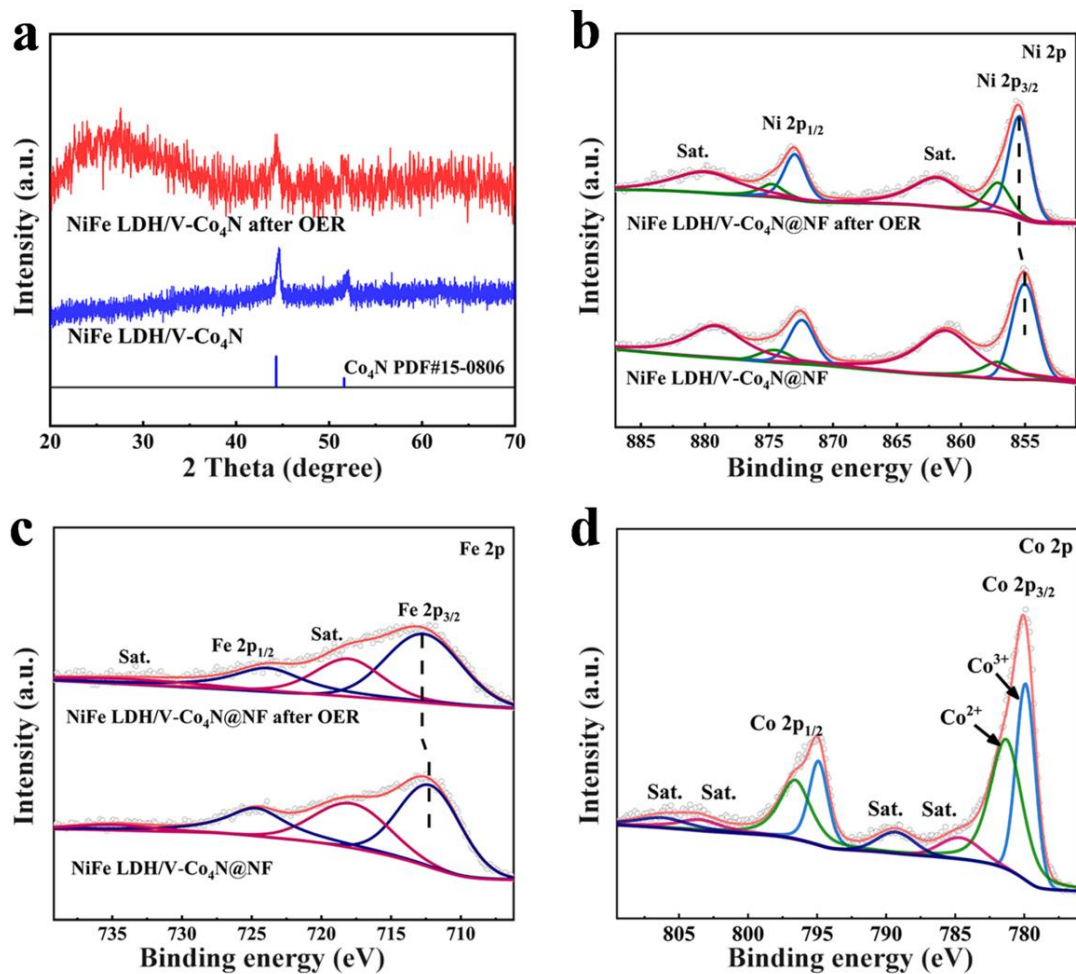 a
Intensity (a.u.)
NiFe LDH/V-Co₄N after OER
NiFe LDH/V-Co₄N
Co₄N PDF#15-0806
20 30 40 50 60 70
2 Theta (degree)
b
Intensity (a.u.)
Ni 2p
Ni 2p₃/₂
Ni 2p₁/₂
Sat.
Sat.
NiFe LDH/V-Co₄N@NF after OER
NiFe LDH/V-Co₄N@NF
885 880 875 870 865 860 855
Binding energy (eV)
c
Intensity (a.u.)
Fe 2p
Fe 2p₃/₂
Sat.
Fe 2p₁/₂
Sat.
NiFe LDH/V-Co₄N@NF after OER
NiFe LDH/V-Co₄N@NF
735 730 725 720 715 710
Binding energy (eV)
d
Intensity (a.u.)
Co 2p
Co 2p₃/₂
Co³⁺
Co²⁺
Co 2p₁/₂
Sat.
Sat.
Sat.
Sat.
805 800 795 790 785 780
Binding energy (eV)